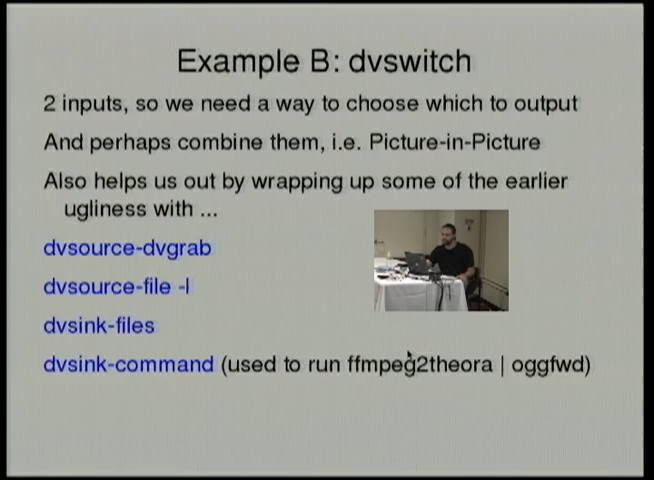 Example B: dvswitch
2 inputs, so we need a way to choose which to output
And perhaps combine them, i.e. Picture-in-Picture
Also helps us out by wrapping up some of the earlier
ugliness with ...
dvsource-dvgrab
dvsource-file -l
dvsink-files
dvsink-command (used to run ffmpeg2theora | oggfwd)